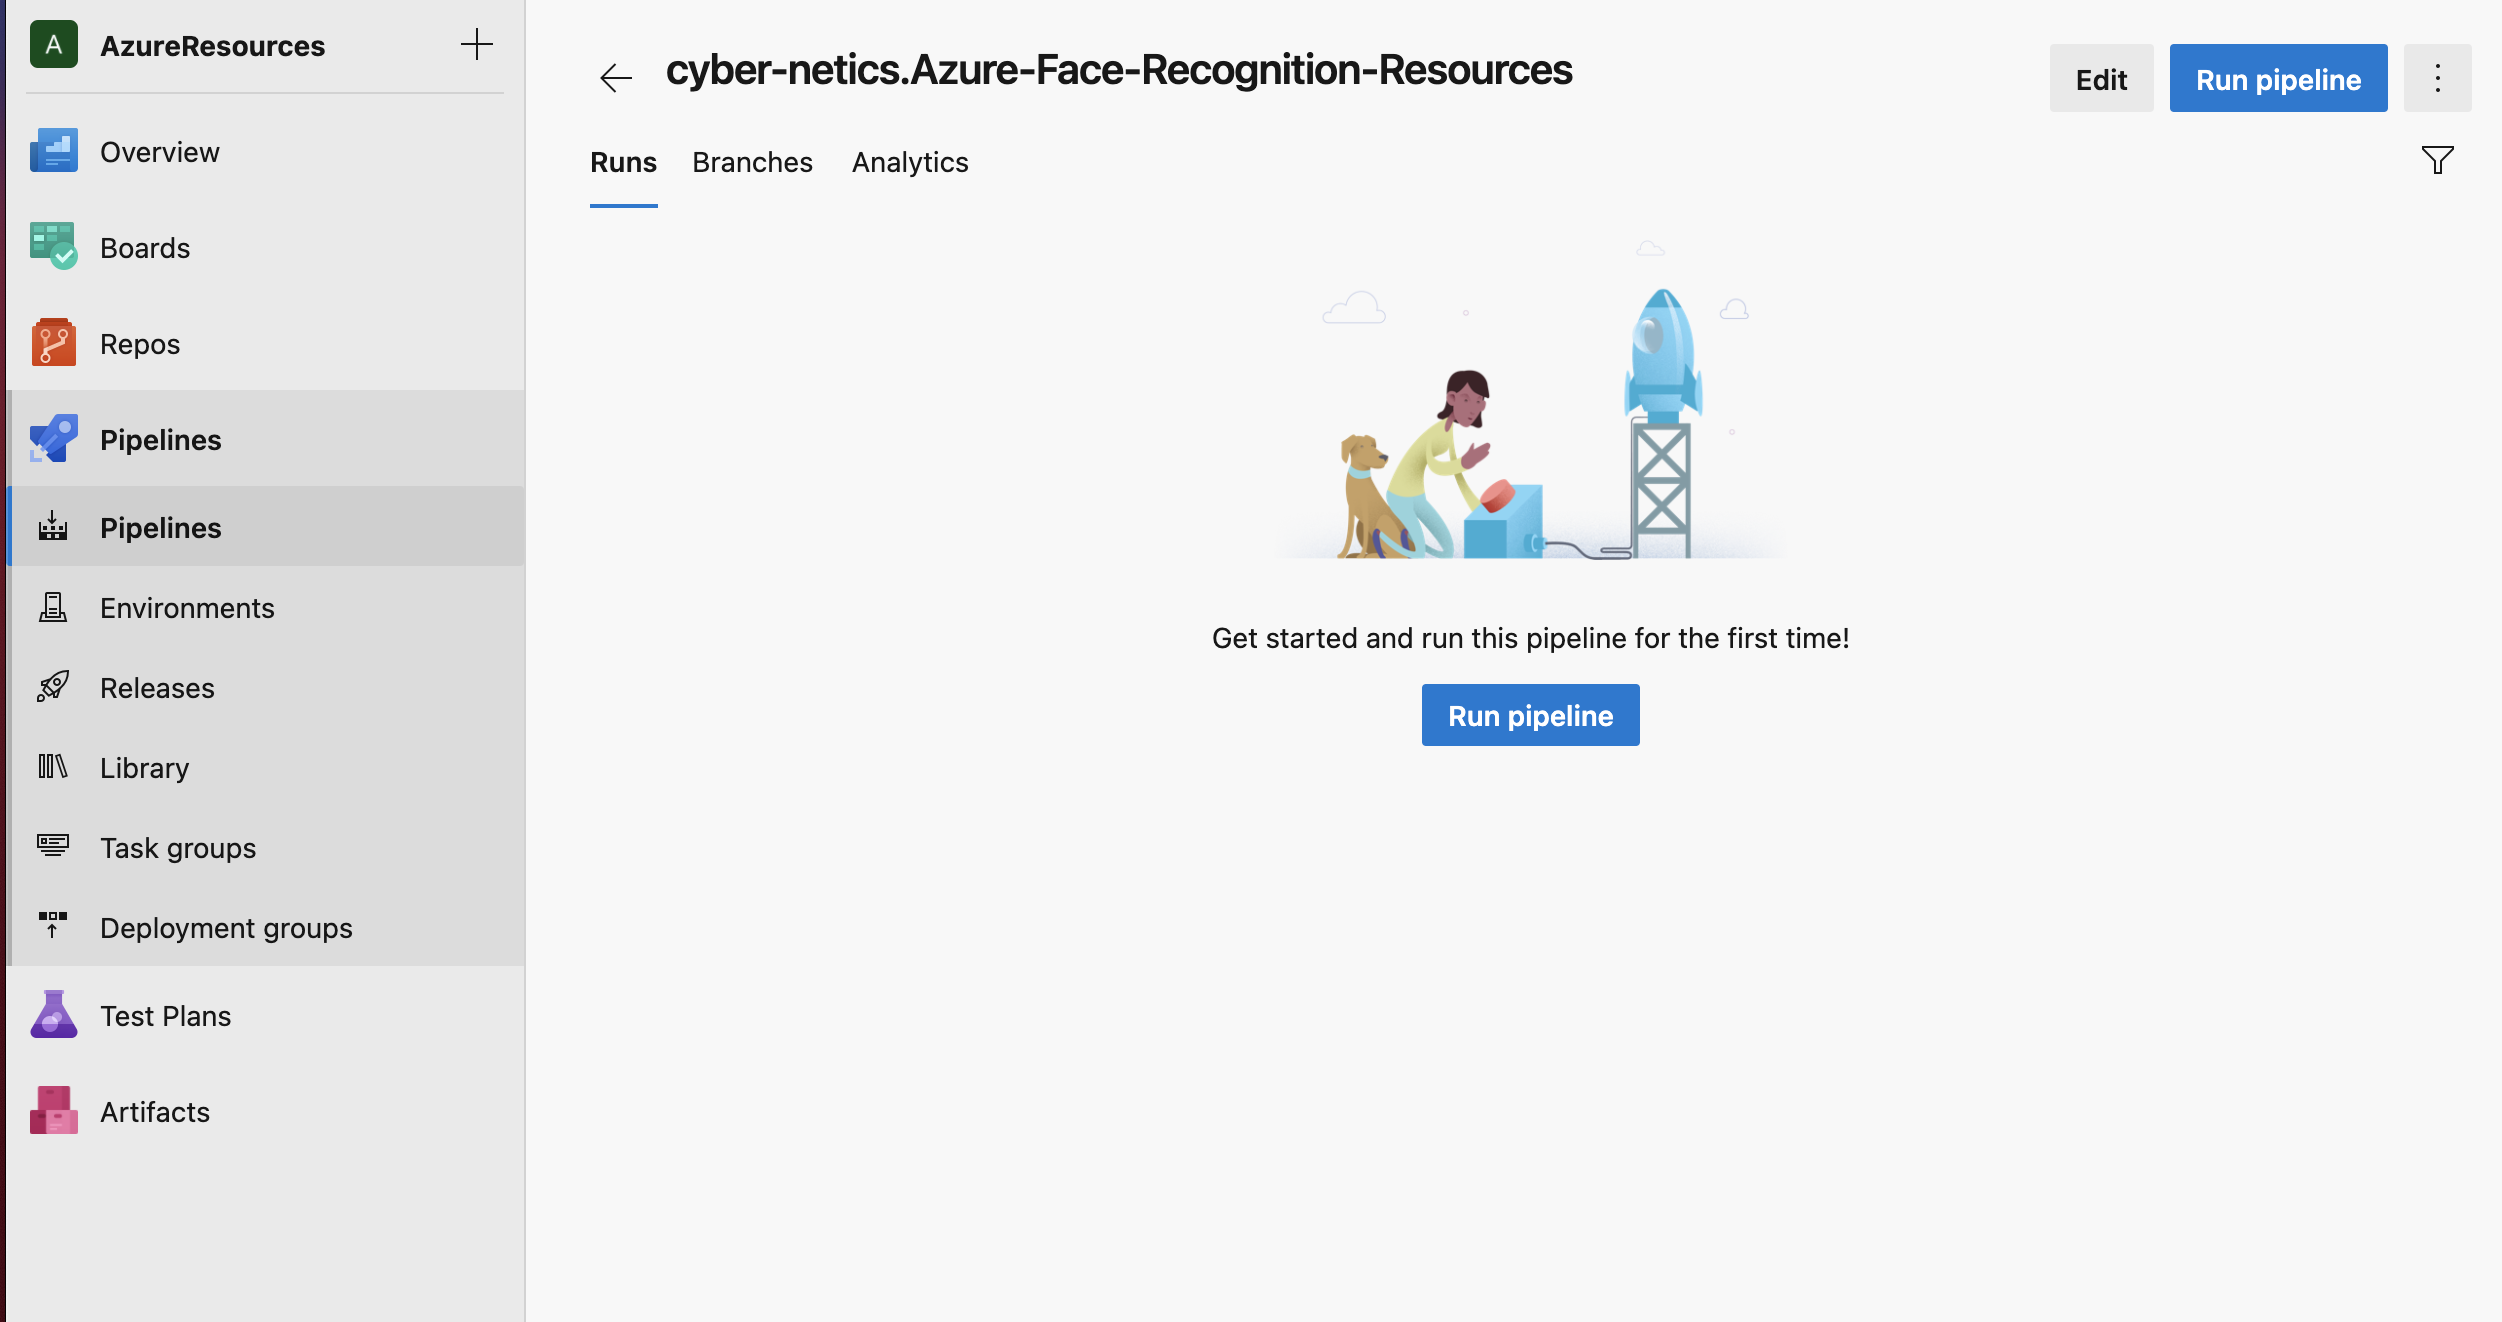 A
AzureResources
Overview
Boards
Repos
Pipelines
Pipelines
Environments
Releases
Library
Task groups
Deployment groups
Test Plans
Artifacts
cyber-netics.Azure-Face-Recognition-Resources
Edit
Run pipeline
Runs
Branches
Analytics
Get started and run this pipeline for the first time!
Run pipeline